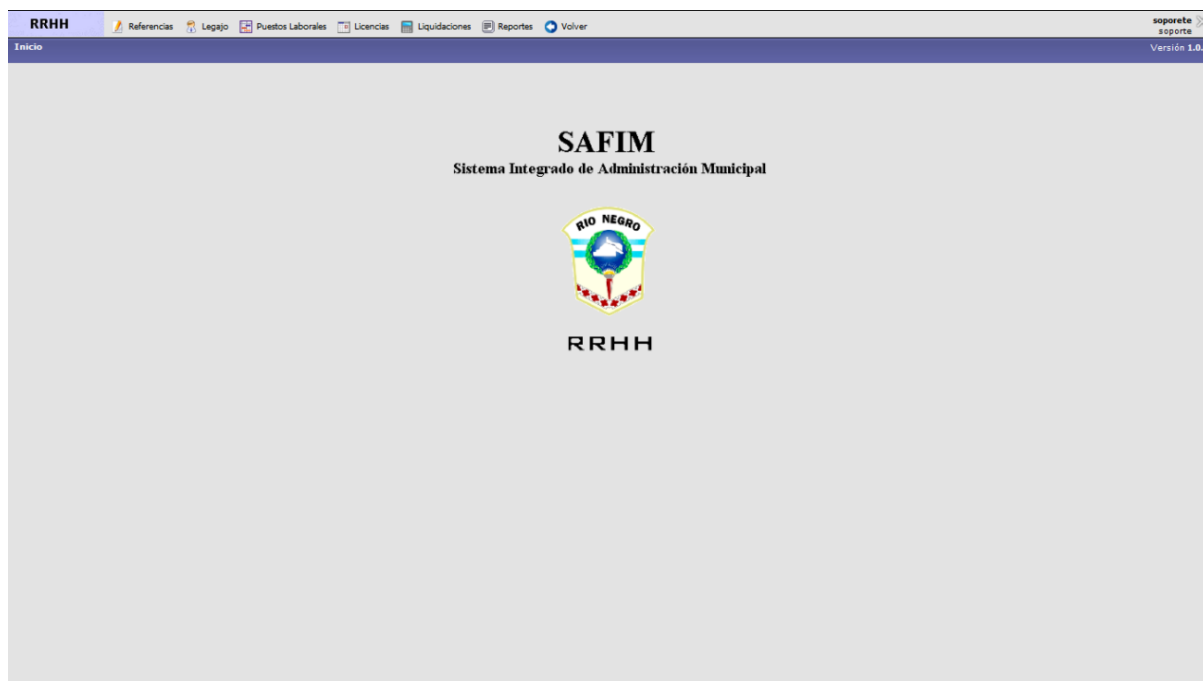 RRHH Referencias Legajo Puestos Laborales Licencias Liquidaciones Reportes Volver soporete
soporte
Inicio Versión 1.0.
SAFIM
Sistema Integrado de Administración Municipal
RIO NEGRO
RRHH